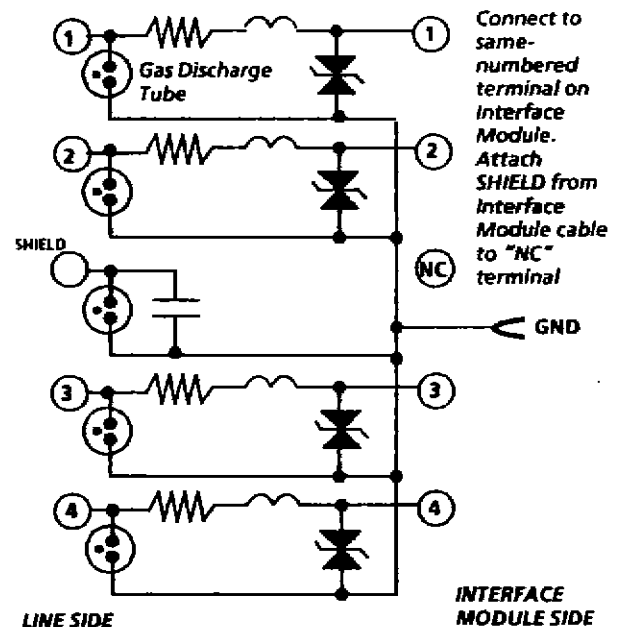 1
Gas Discharge
Tube
1
Connect to
same-
numbered
terminal on
Interface
Module.
Attach
SHIELD from
Interface
Module cable
to "NC"
terminal
2
2
SHIELD
NC
GND
3
3
4
4
LINE SIDE
INTERFACE
MODULE SIDE